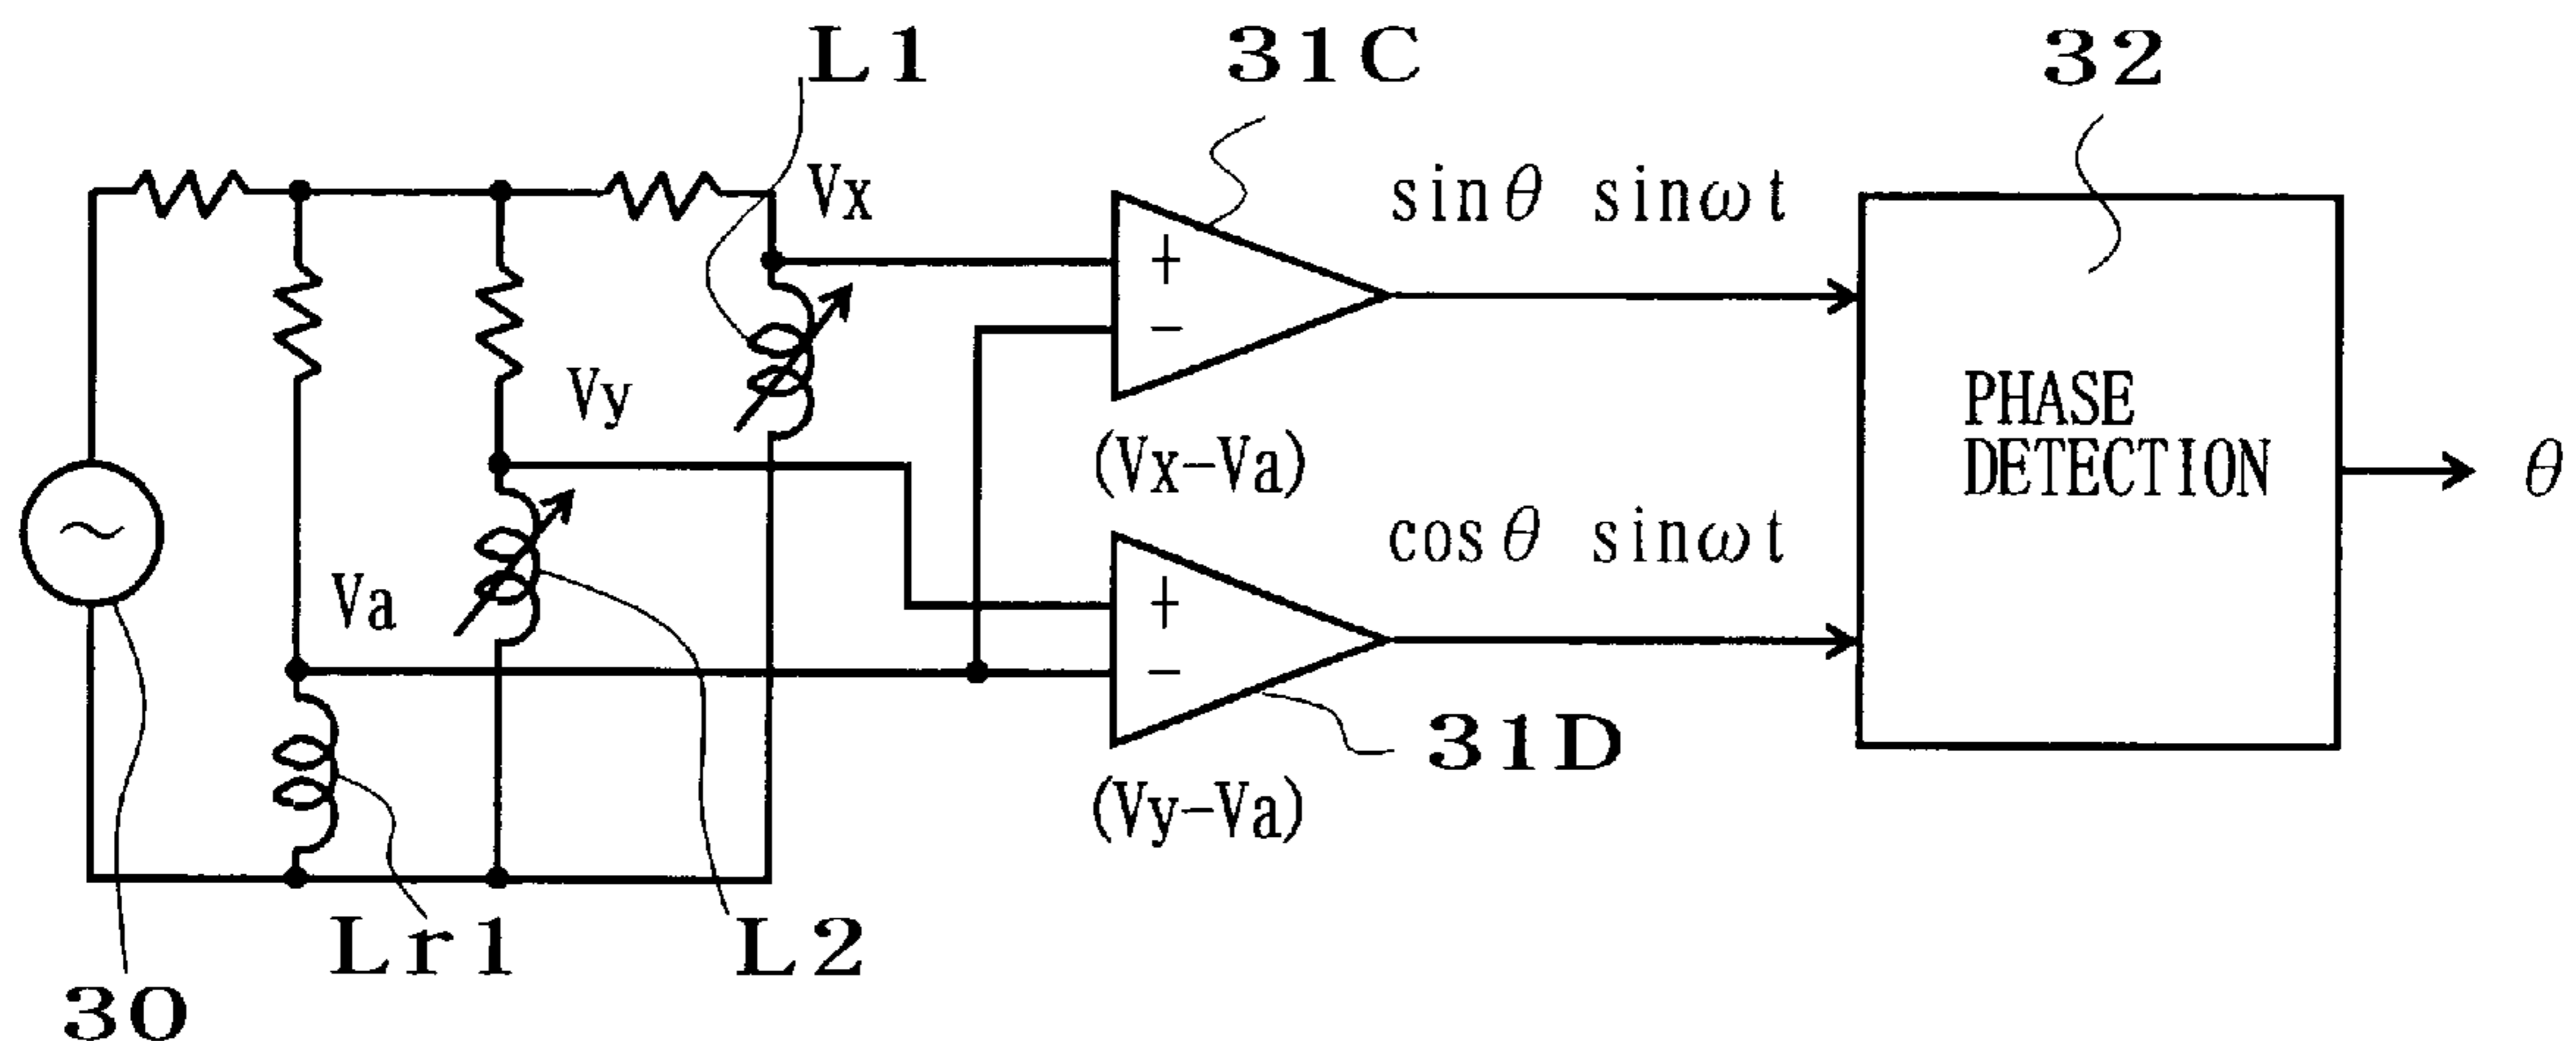 L1
31C
32
Vx
sinθ sinωt
+
−
Vy
PHASE
DETECTION
(Vx−Va)
θ
cosθ sinωt
~
Va
+
−
31D
(Vy−Va)
Lr1
L2
30